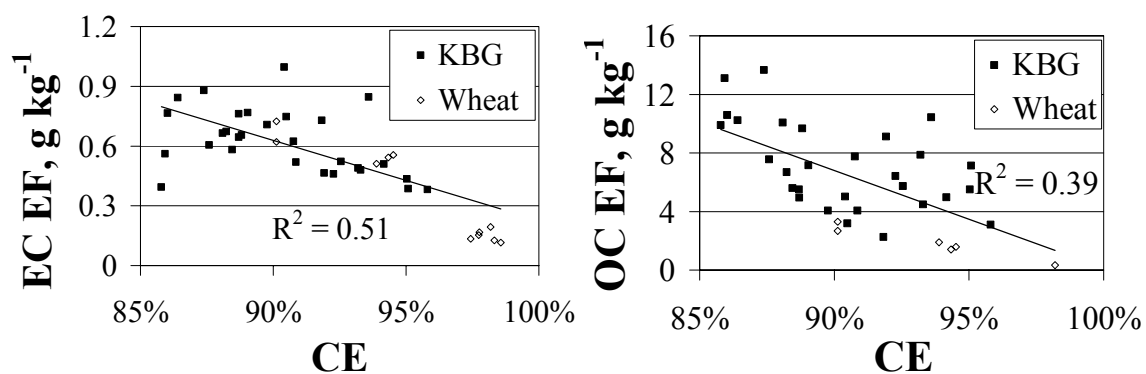 EC EF, g kg⁻¹
1.2
0.9
0.6
0.3
0
KBG
Wheat
R² = 0.51
85% 90% 95% 100%
CE
OC EF, g kg⁻¹
16
12
8
4
0
KBG
Wheat
R² = 0.39
85% 90% 95% 100%
CE